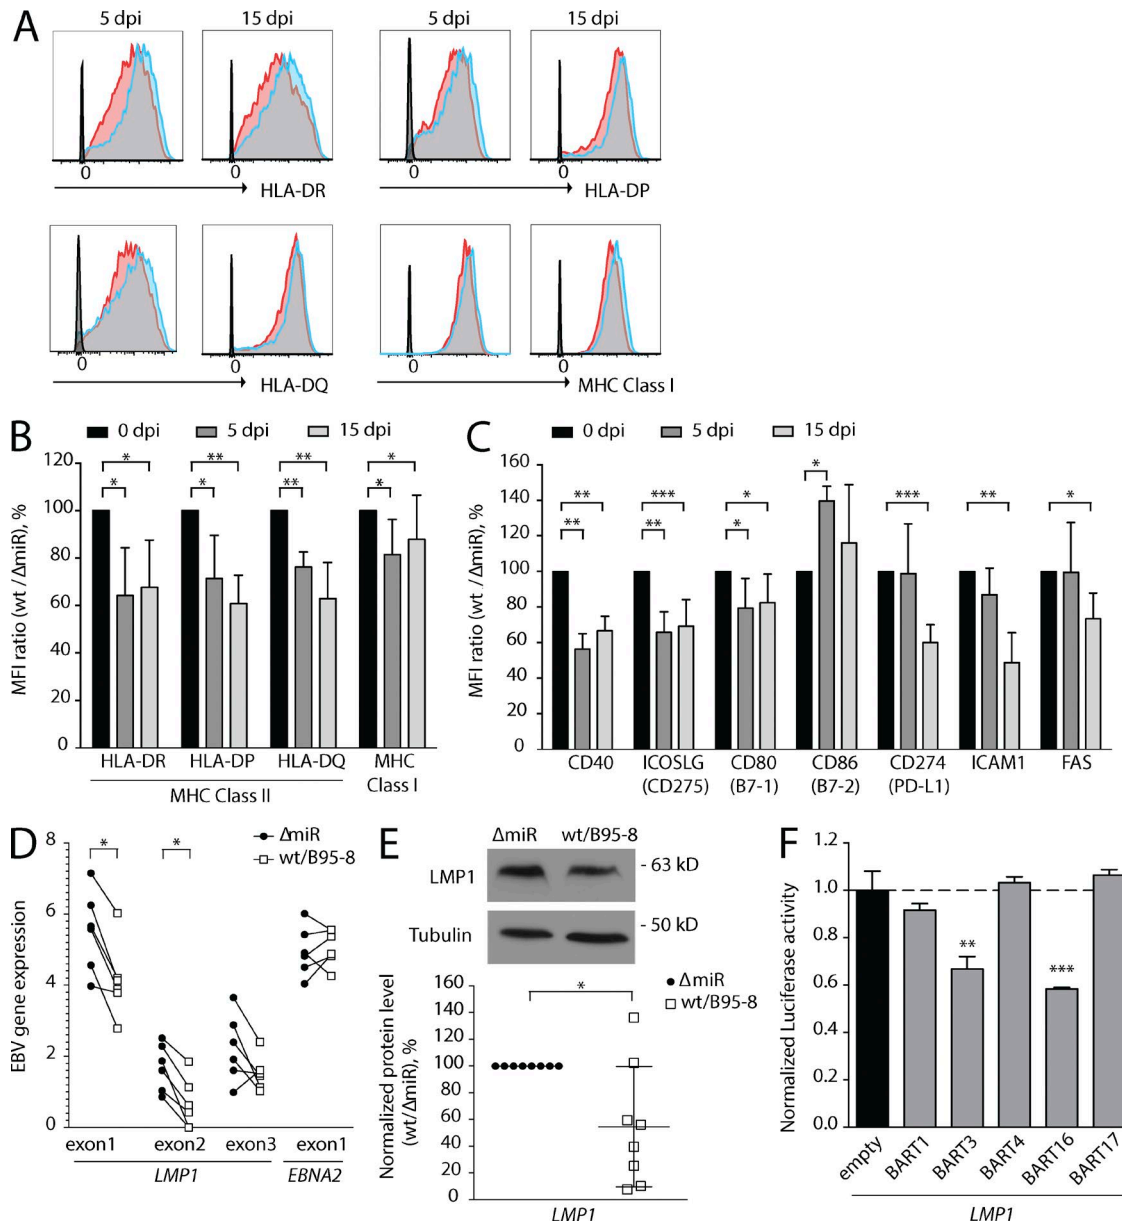 A
5 dpi 15 dpi 5 dpi 15 dpi
0 0 0 0
HLA-DR HLA-DP
0 0 0 0
HLA-DQ MHC Class I
B
0 dpi 5 dpi 15 dpi
MFI ratio (wt / ΔmiR), %
120
100
80
60
40
20
0
* ** ** *
* * ** *
HLA-DR HLA-DP HLA-DQ MHC
Class I
MHC Class II
C
0 dpi 5 dpi 15 dpi
MFI ratio (wt / ΔmiR), %
160
140
120
100
80
60
40
20
0
** *** * * *** ** *
** ** *
CD40 ICOSLG CD80 CD86 CD274 ICAM1 FAS
(CD275) (B7-1) (B7-2) (PD-L1)
D
ΔmiR
wt/B95-8
EBV gene expression
8
6
4
2
0
* *
exon1 exon2 exon3 exon1
LMP1 EBNA2
E
ΔmiR wt/B95-8
LMP1
- 63 kD
Tubulin
- 50 kD
Normalized protein level
(wt/ΔmiR), %
160
140
120
100
80
60
40
20
0
*
ΔmiR
wt/B95-8
LMP1
F
Normalized Luciferase activity
1.2
1.0
0.8
0.6
0.4
0.2
0.0
** ***
empty BART1 BART3 BART4 BART16 BART17
LMP1